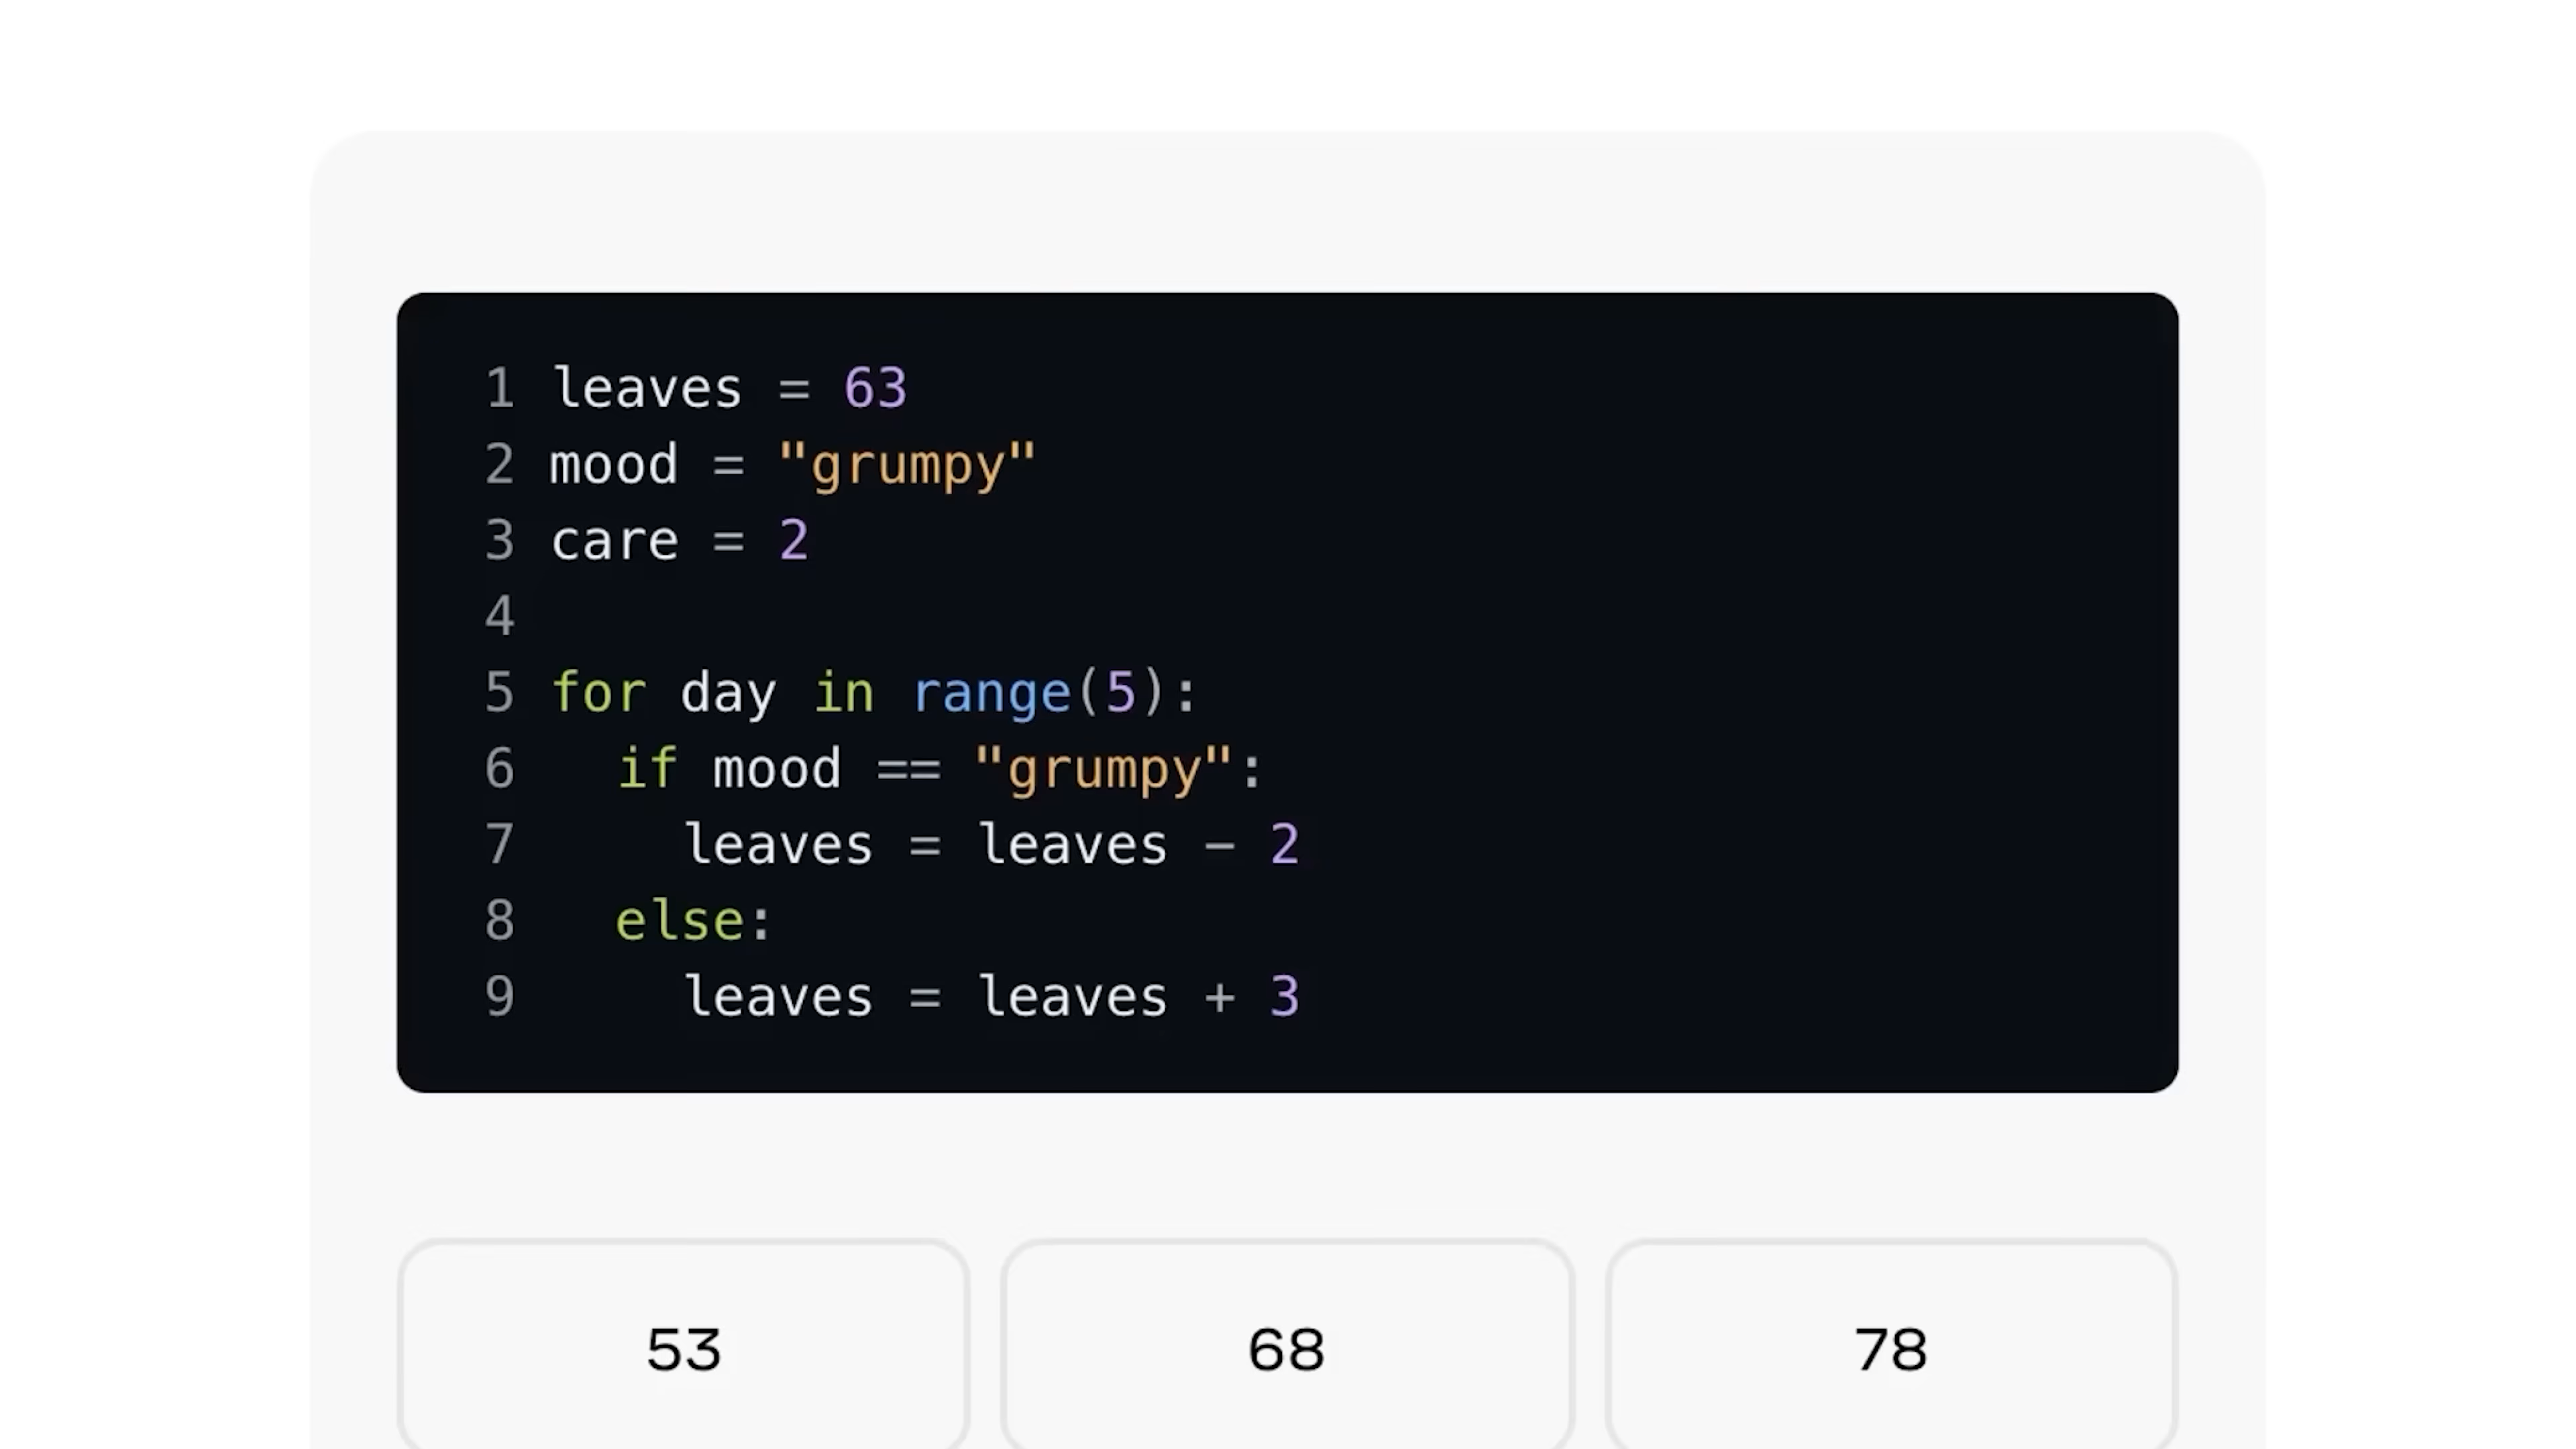 1 leaves = 63
2 mood = "grumpy"
3 care = 2
4
5 for day in range(5):
6   if mood == "grumpy":
7     leaves = leaves - 2
8   else:
9     leaves = leaves + 3
53 68 78